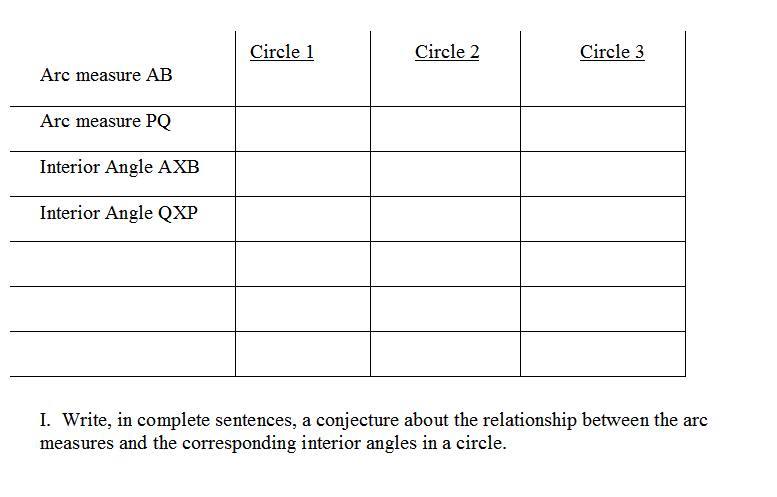 Circle 1 Circle 2 Circle 3
Arc measure AB
Arc measure PQ
Interior Angle AXB
Interior Angle QXP
I. Write, in complete sentences, a conjecture about the relationship between the arc
measures and the corresponding interior angles in a circle.